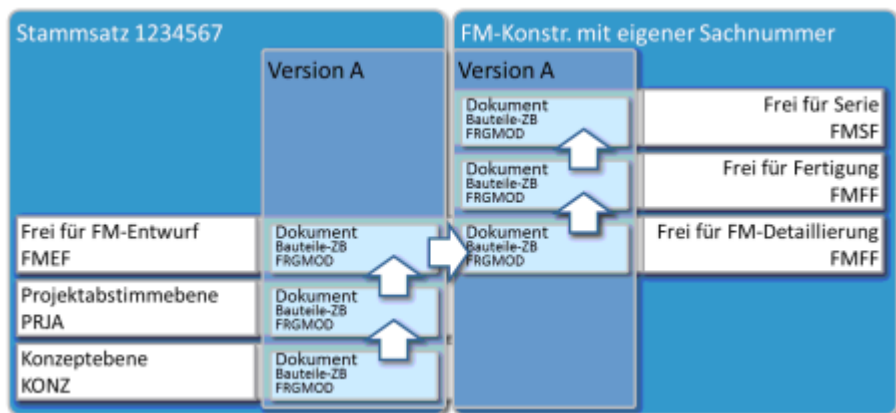 Stammsatz 1234567
Version A
Frei für FM-Entwurf
FMEF
Dokument
Bauteile-ZB
FRGMOD
Projektabstimmebene
PRJA
Dokument
Bauteile-ZB
FRGMOD
Konzeptebene
KONZ
Dokument
Bauteile-ZB
FRGMOD
FM-Konstr. mit eigener Sachnummer
Version A
Dokument
Bauteile-ZB
FRGMOD
Frei für Serie
FMSF
Dokument
Bauteile-ZB
FRGMOD
Frei für Fertigung
FMFF
Dokument
Bauteile-ZB
FRGMOD
Frei für FM-Detaillierung
FMFF